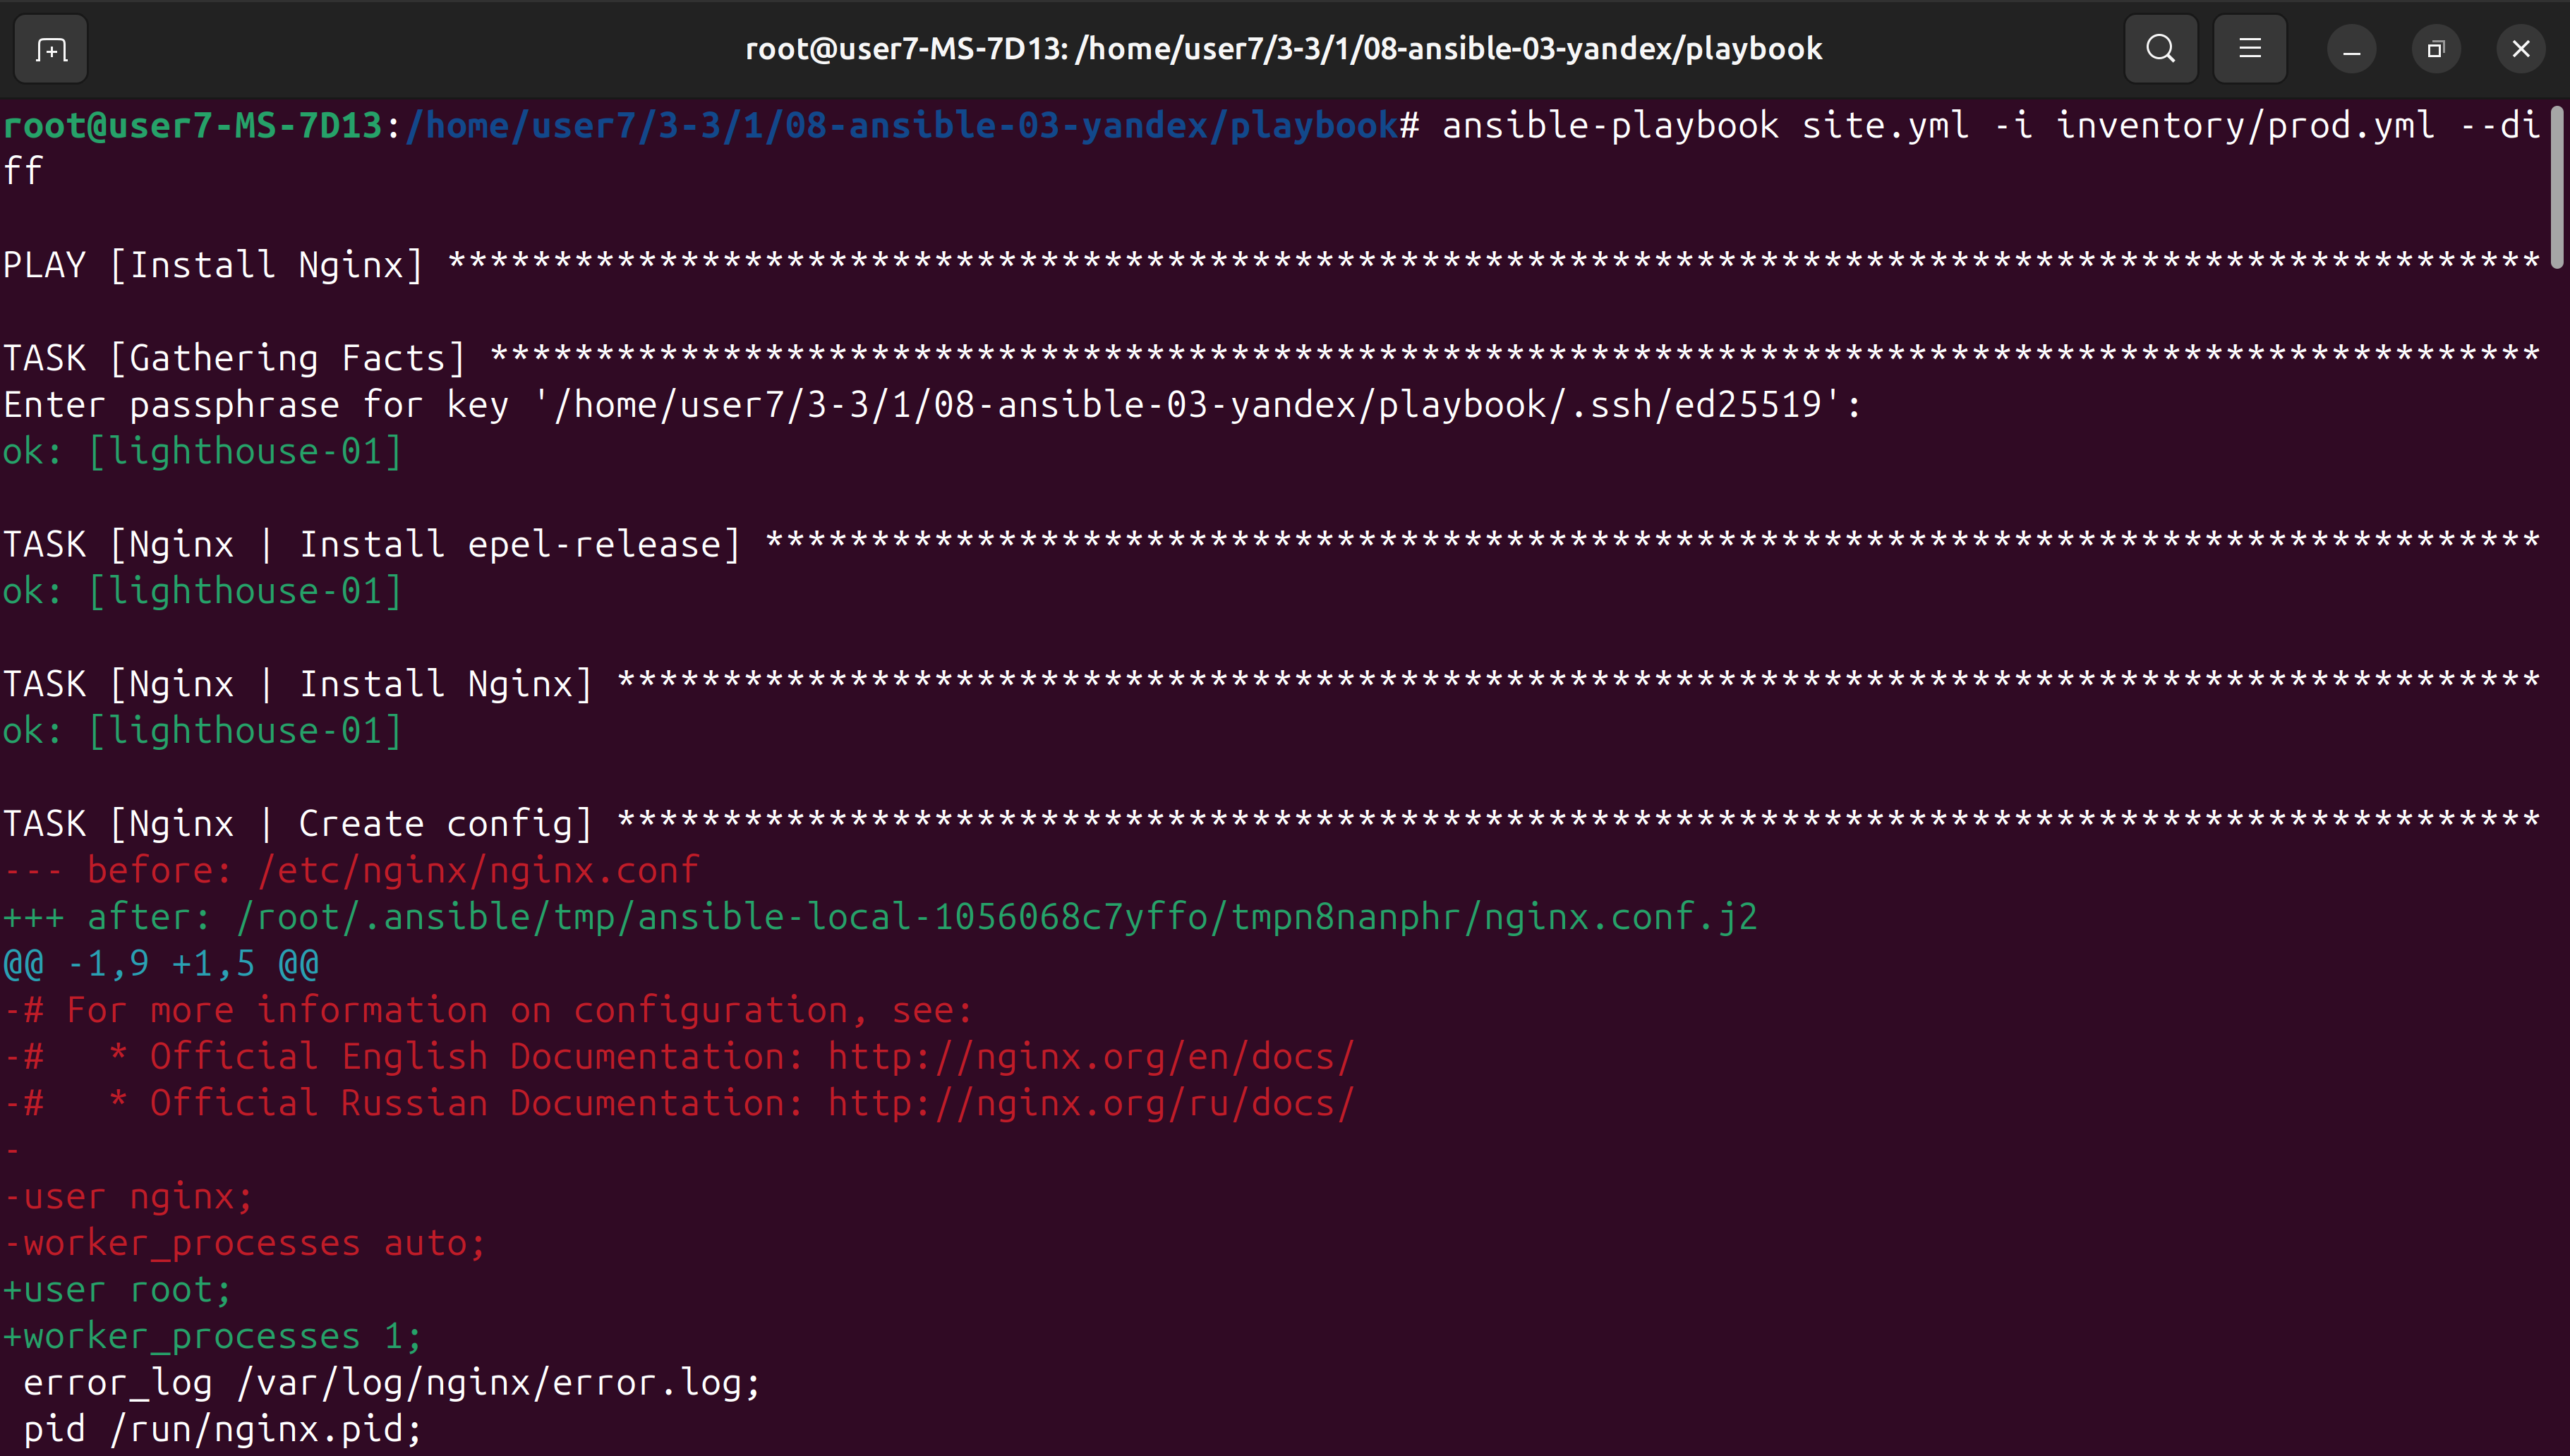 root@user7-MS-7D13: /home/user7/3-3/1/08-ansible-03-yandex/playbook
root@user7-MS-7D13:/home/user7/3-3/1/08-ansible-03-yandex/playbook# ansible-playbook site.yml -i inventory/prod.yml --di
ff
PLAY [Install Nginx] ***************************************************************************************************
TASK [Gathering Facts] *************************************************************************************************
Enter passphrase for key '/home/user7/3-3/1/08-ansible-03-yandex/playbook/.ssh/ed25519':
ok: [lighthouse-01]
TASK [Nginx | Install epel-release] ************************************************************************************
ok: [lighthouse-01]
TASK [Nginx | Install Nginx] *******************************************************************************************
ok: [lighthouse-01]
TASK [Nginx | Create config] *******************************************************************************************
--- before: /etc/nginx/nginx.conf
+++ after: /root/.ansible/tmp/ansible-local-1056068c7yffo/tmpn8nanphr/nginx.conf.j2
@@ -1,9 +1,5 @@
-# For more information on configuration, see:
-#   * Official English Documentation: http://nginx.org/en/docs/
-#   * Official Russian Documentation: http://nginx.org/ru/docs/
-
-user nginx;
-worker_processes auto;
+user root;
+worker_processes 1;
 error_log /var/log/nginx/error.log;
 pid /run/nginx.pid;